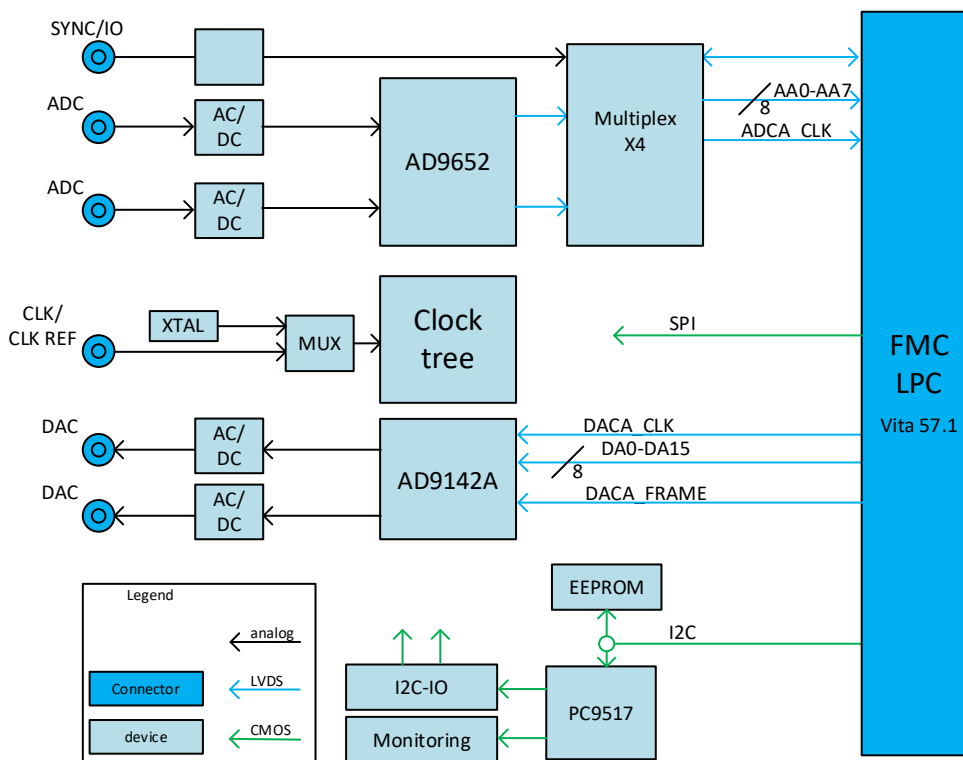 SYNC/IO
ADC
AC/
DC
ADC
AC/
DC
AD9652
Multiplex
X4
AA0-AA7
8
ADCA_CLK
CLK/
CLK REF
XTAL
MUX
Clock
tree
SPI
FMC
LPC
Vita 57.1
DAC
AC/
DC
DAC
AC/
DC
AD9142A
DACA_CLK
DA0-DA15
8
DACA_FRAME
Legend
analog
Connector
LVDS
device
CMOS
EEPROM
I2C
I2C-IO
Monitoring
PC9517